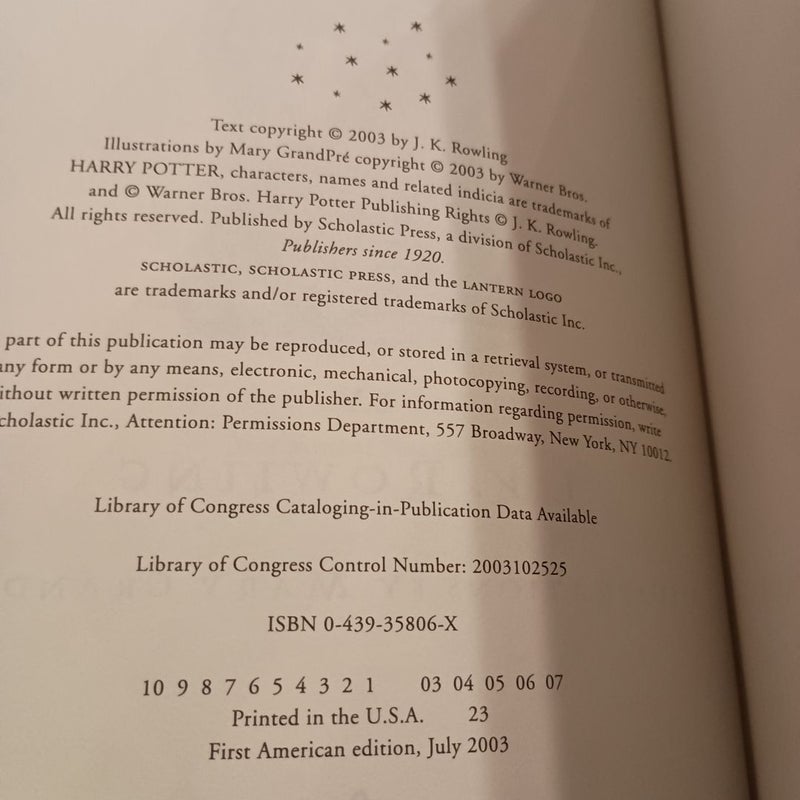 Text copyright © 2003 by J. K. Rowling
Illustrations by Mary GrandPré copyright © 2003 by Warner Bros.
HARRY POTTER, characters, names and related indicia are trademarks of
and © Warner Bros. Harry Potter Publishing Rights © J. K. Rowling.
All rights reserved. Published by Scholastic Press, a division of Scholastic Inc.,
Publishers since 1920.
SCHOLASTIC, SCHOLASTIC PRESS, and the LANTERN LOGO
are trademarks and/or registered trademarks of Scholastic Inc.
part of this publication may be reproduced, or stored in a retrieval system, or transmitted
any form or by any means, electronic, mechanical, photocopying, recording, or otherwise,
ithout written permission of the publisher. For information regarding permission, write
cholastic Inc., Attention: Permissions Department, 557 Broadway, New York, NY 10012.
Library of Congress Cataloging-in-Publication Data Available
Library of Congress Control Number: 2003102525
ISBN 0-439-35806-X
10 9 8 7 6 5 4 3 2 1 03 04 05 06 07
Printed in the U.S.A. 23
First American edition, July 2003